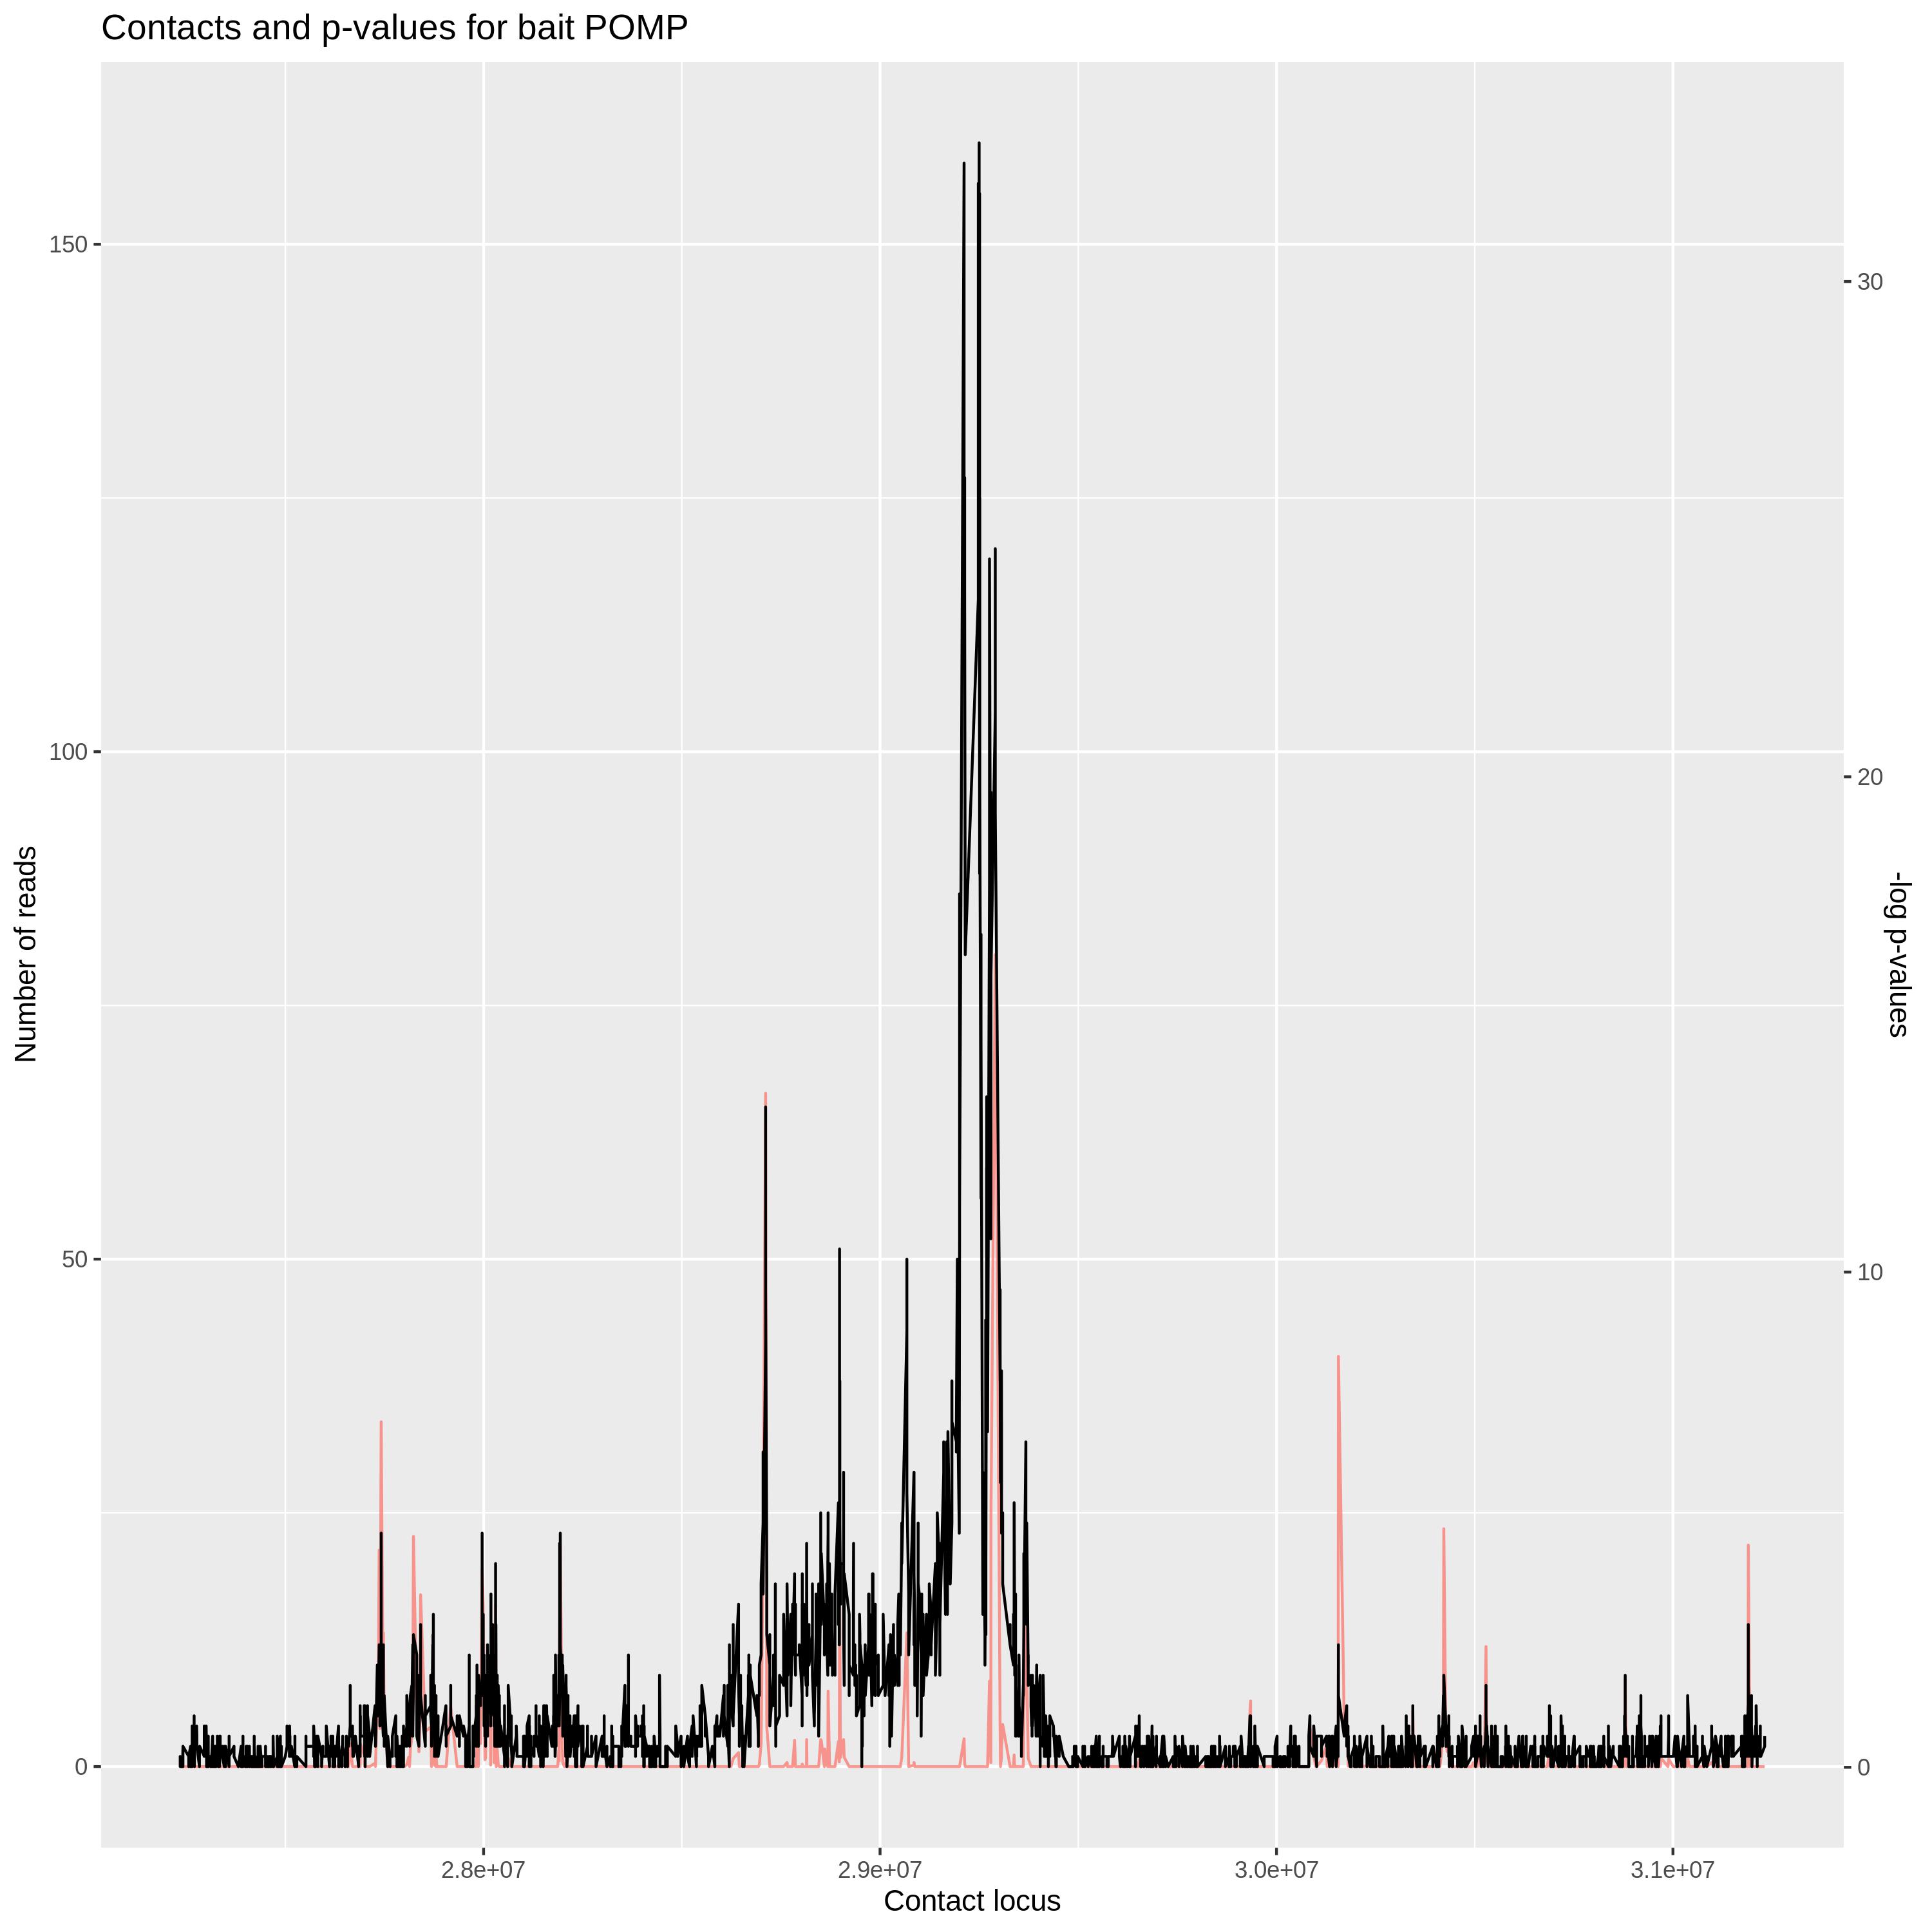 Contacts and p-values for bait POMP
150
100
50
0
30
20
10
0
Number of reads
-log p-values
2.8e+07
2.9e+07
3.0e+07
3.1e+07
Contact locus